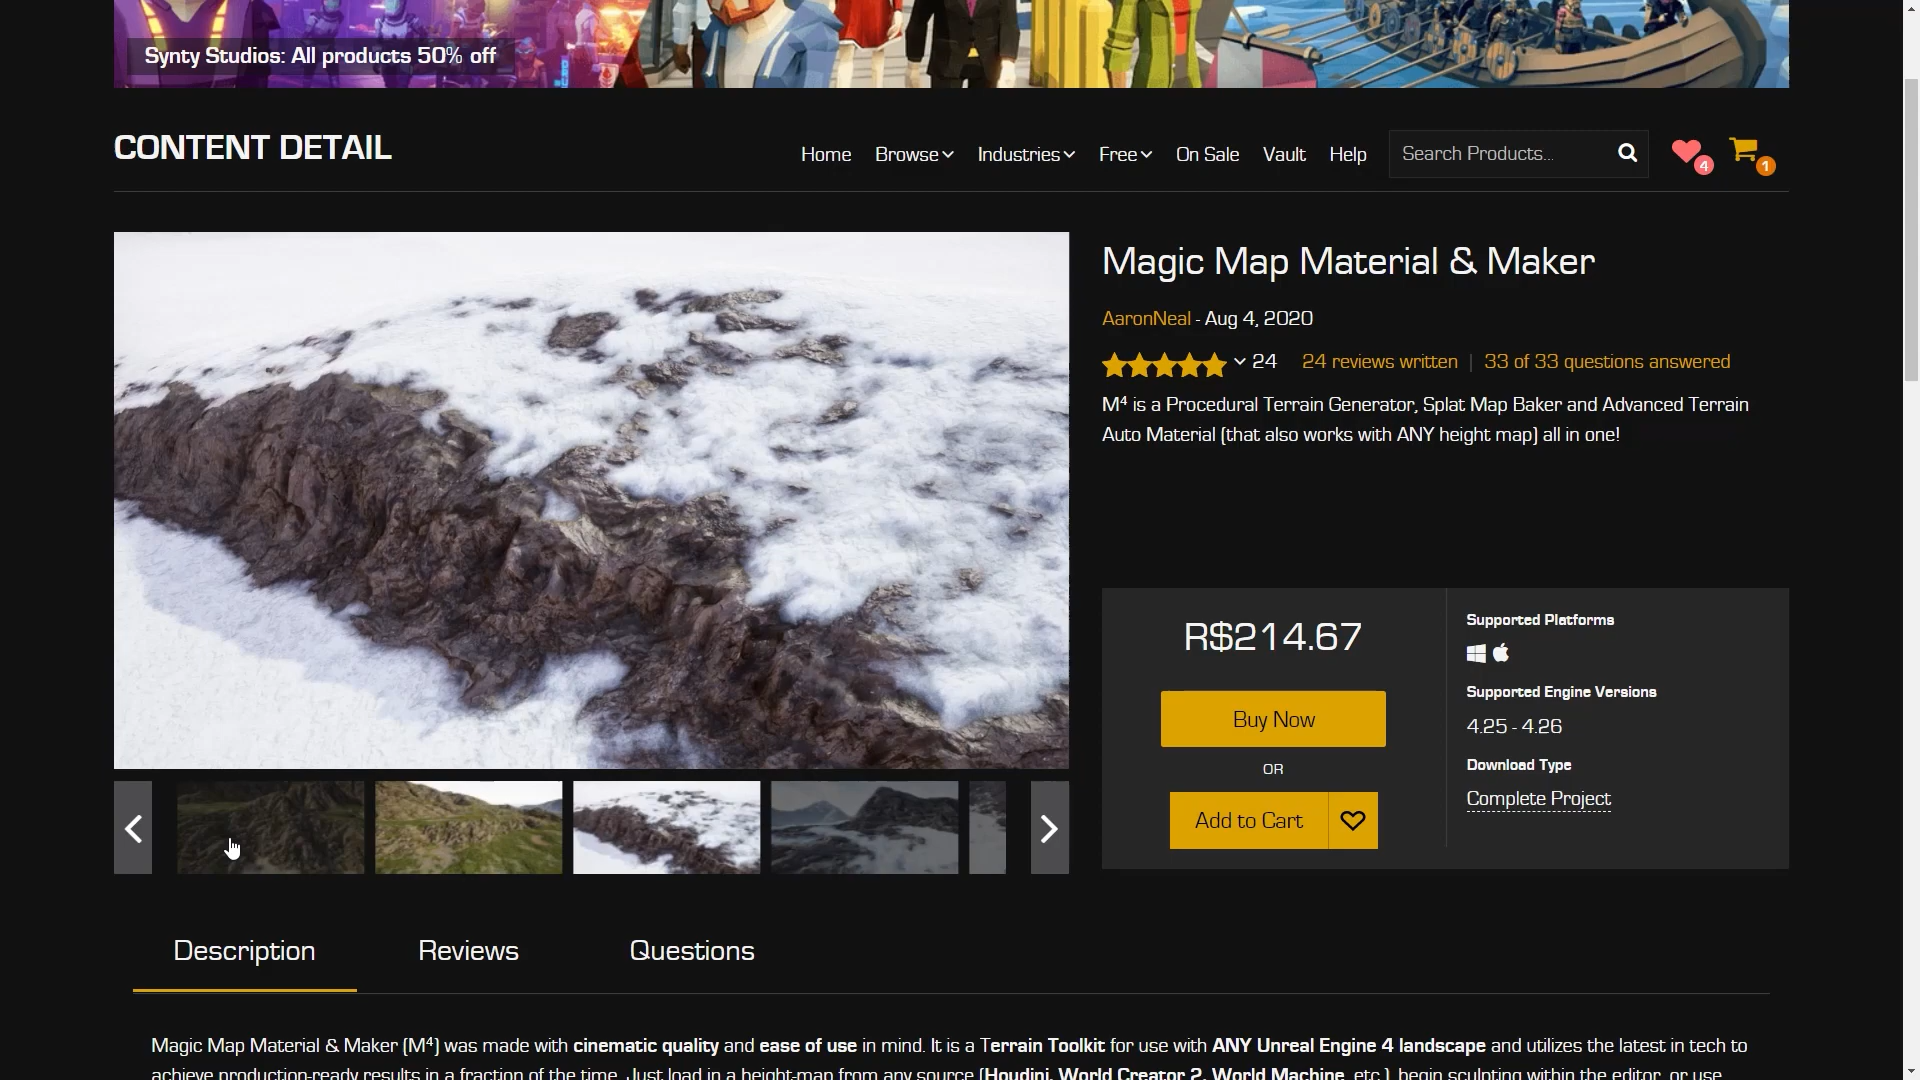 Synty Studios: All products 50% off
CONTENT DETAIL
Home Browse Industries Free On Sale Vault Help Search Products... 4 1
Magic Map Material & Maker
AaronNeal - Aug 4, 2020
24 24 reviews written | 33 of 33 questions answered
M⁴ is a Procedural Terrain Generator, Splat Map Baker and Advanced Terrain
Auto Material (that also works with ANY height map) all in one!
R$214.67
Buy Now
OR
Add to Cart
Supported Platforms
Supported Engine Versions
4.25 - 4.26
Download Type
Complete Project
Description Reviews Questions
Magic Map Material & Maker (M⁴) was made with cinematic quality and ease of use in mind. It is a Terrain Toolkit for use with ANY Unreal Engine 4 landscape and utilizes the latest in tech to
achieve production-ready results in a fraction of the time. Just load in a height-map from any source (Houdini, World Creator 2, World Machine, etc.), begin sculpting within the editor, or use